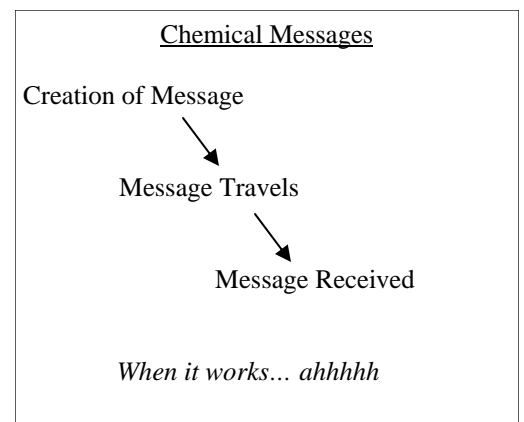 Chemical Messages
Creation of Message
Message Travels
Message Received
When it works... ahhhhh